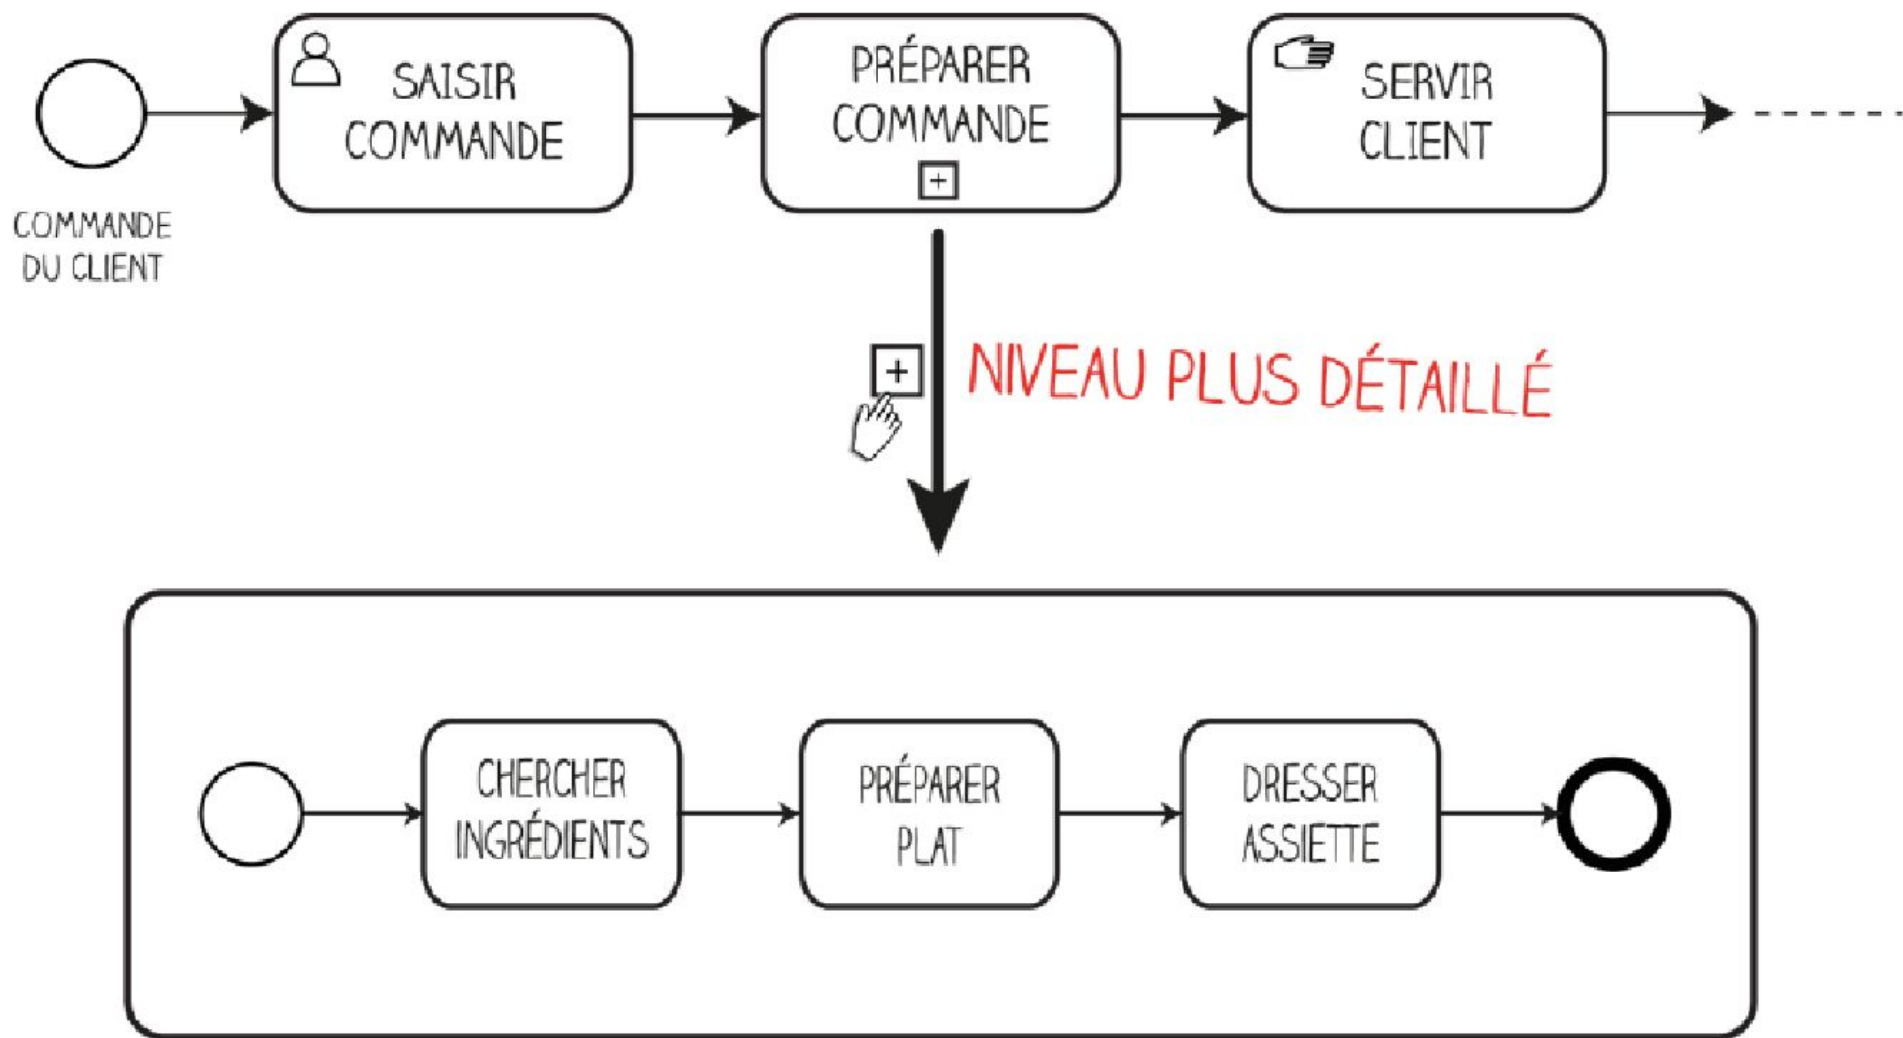 SAISIR
COMMANDE
PRÉPARER
COMMANDE
+
SERVIR
CLIENT
COMMANDE
DU CLIENT
+
NIVEAU PLUS DÉTAILLÉ
CHERCHER
INGRÉDIENTS
PRÉPARER
PLAT
DRESSER
ASSIETTE